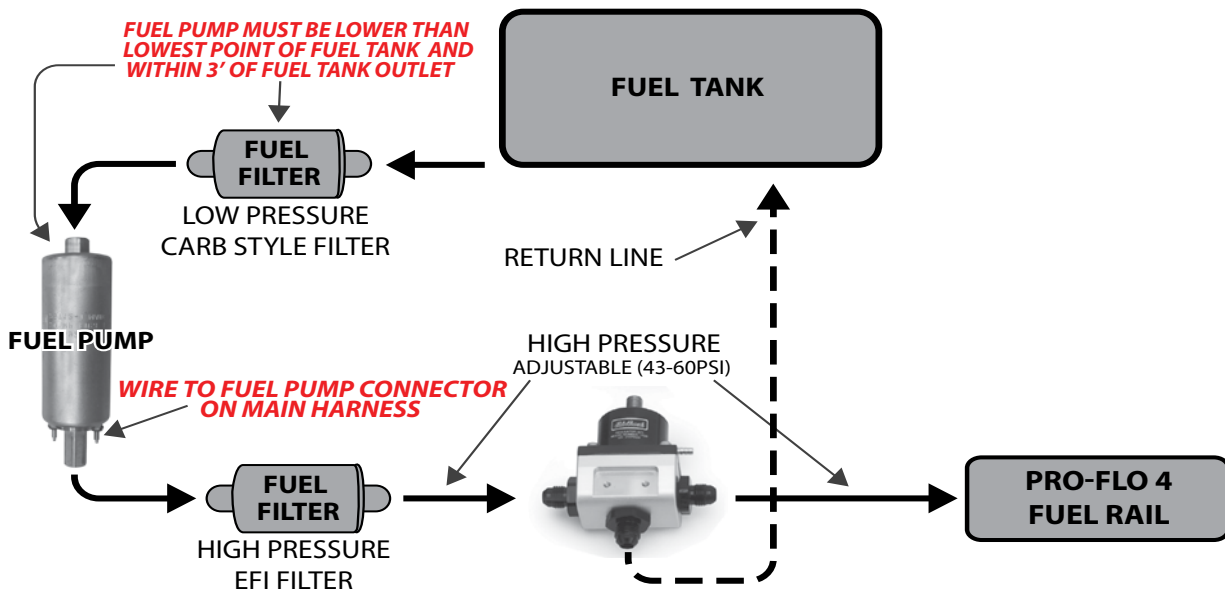 FUEL PUMP MUST BE LOWER THAN
LOWEST POINT OF FUEL TANK AND
WITHIN 3’ OF FUEL TANK OUTLET
FUEL TANK
FUEL
FILTER
LOW PRESSURE
CARB STYLE FILTER
RETURN LINE
FUEL PUMP
HIGH PRESSURE
ADJUSTABLE (43-60PSI)
WIRE TO FUEL PUMP CONNECTOR
ON MAIN HARNESS
FUEL
FILTER
HIGH PRESSURE
EFI FILTER
PRO-FLO 4
FUEL RAIL